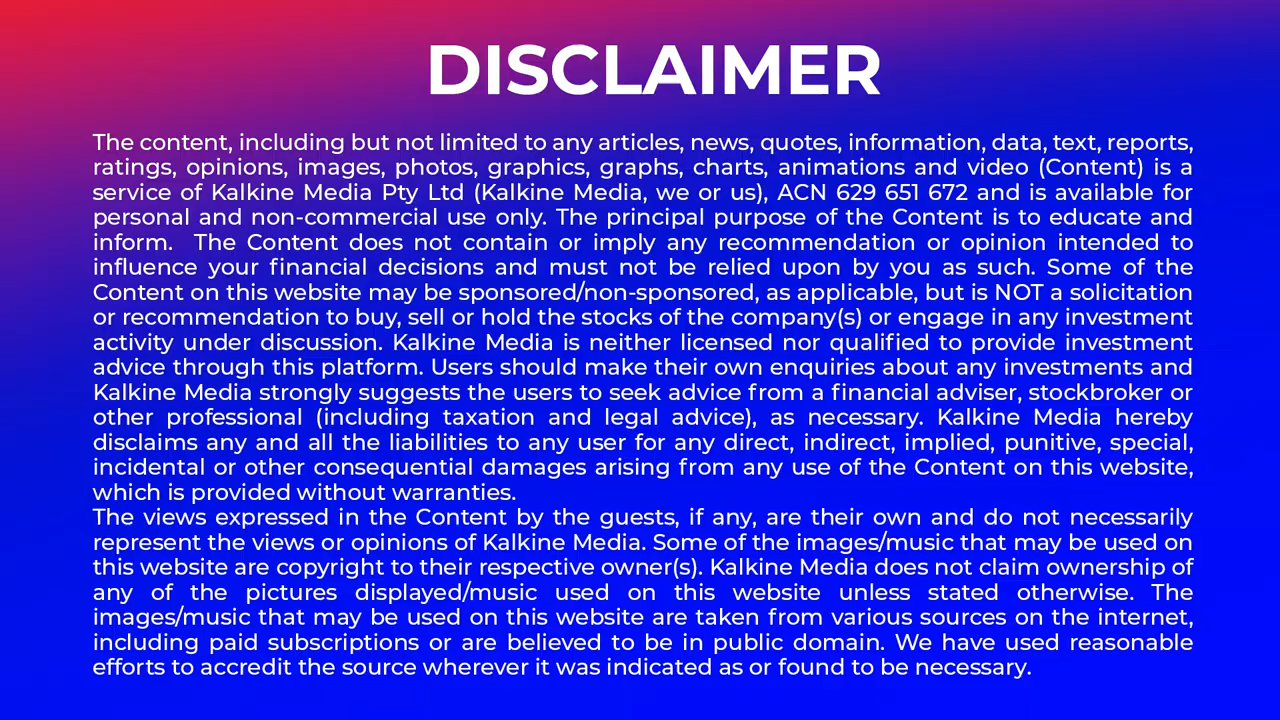 DISCLAIMER
The content, including but not limited to any articles, news, quotes, information, data, text, reports,
ratings, opinions, images, photos, graphics, graphs, charts, animations and video (Content) is a
service of Kalkine Media Pty Ltd (Kalkine Media, we or us), ACN 629 651 672 and is available for
personal and non-commercial use only. The principal purpose of the Content is to educate and
inform.  The Content does not contain or imply any recommendation or opinion intended to
influence your financial decisions and must not be relied upon by you as such. Some of the
Content on this website may be sponsored/non-sponsored, as applicable, but is NOT a solicitation
or recommendation to buy, sell or hold the stocks of the company(s) or engage in any investment
activity under discussion. Kalkine Media is neither licensed nor qualified to provide investment
advice through this platform. Users should make their own enquiries about any investments and
Kalkine Media strongly suggests the users to seek advice from a financial adviser, stockbroker or
other professional (including taxation and legal advice), as necessary. Kalkine Media hereby
disclaims any and all the liabilities to any user for any direct, indirect, implied, punitive, special,
incidental or other consequential damages arising from any use of the Content on this website,
which is provided without warranties.
The views expressed in the Content by the guests, if any, are their own and do not necessarily
represent the views or opinions of Kalkine Media. Some of the images/music that may be used on
this website are copyright to their respective owner(s). Kalkine Media does not claim ownership of
any of the pictures displayed/music used on this website unless stated otherwise. The
images/music that may be used on this website are taken from various sources on the internet,
including paid subscriptions or are believed to be in public domain. We have used reasonable
efforts to accredit the source wherever it was indicated as or found to be necessary.